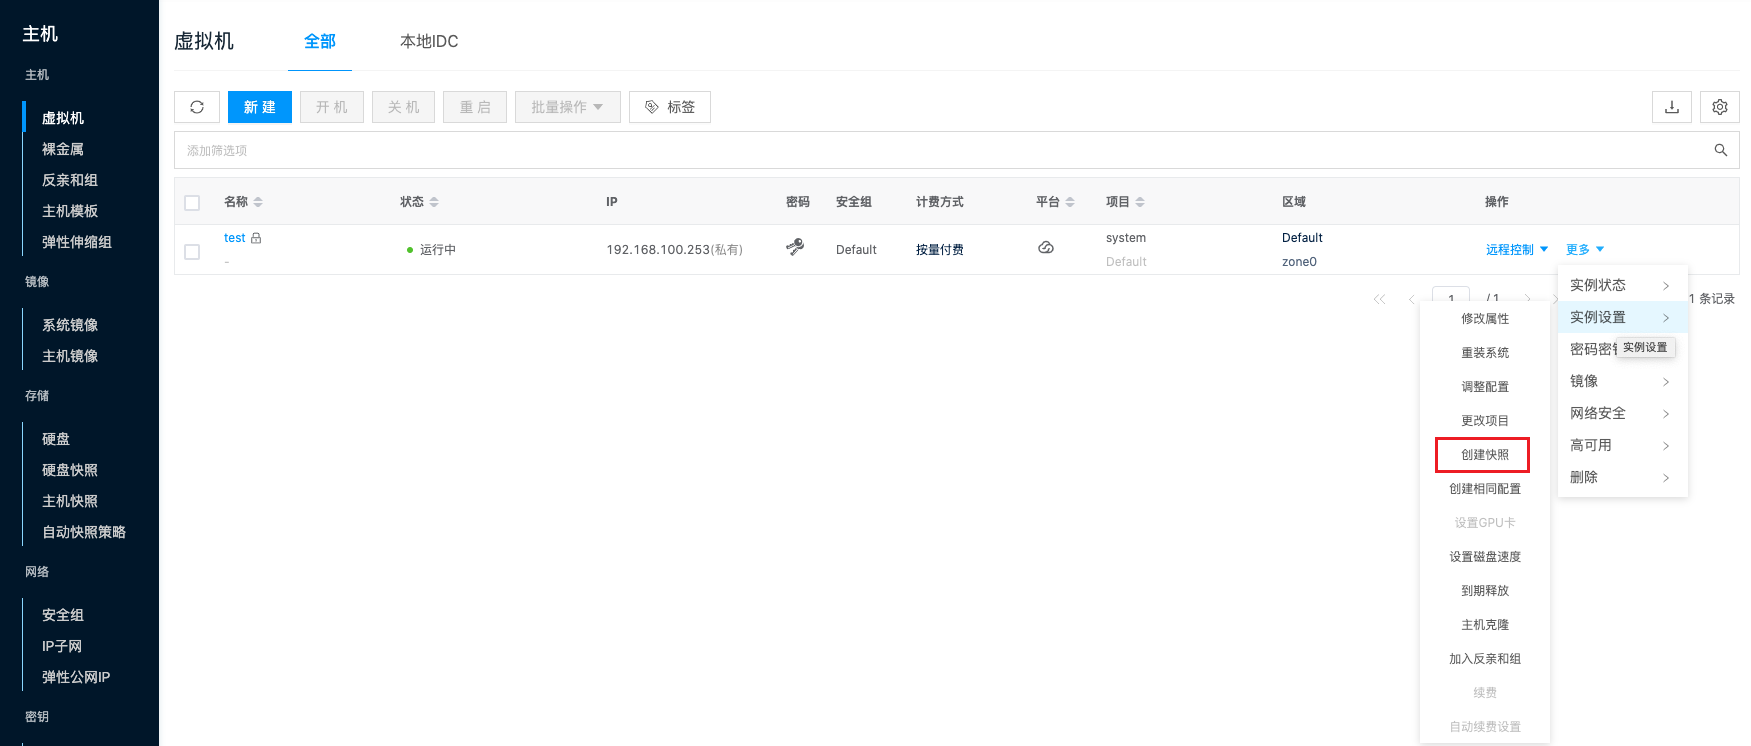 主机
主机
虚拟机
裸金属
反亲和组
主机模板
弹性伸缩组
镜像
系统镜像
主机镜像
存储
硬盘
硬盘快照
主机快照
自动快照策略
网络
安全组
IP子网
弹性公网IP
密钥
虚拟机 全部 本地IDC
新建 开机 关机 重启 批量操作 标签
添加筛选项
名称 状态 IP 密码 安全组 计费方式 平台 项目 区域 操作
test 运行中 192.168.100.253(私有) Default 按量付费 system Default 远程控制 更多
- Default zone0
1 / 1 1 条记录
实例状态
实例设置
密码密
实例设置
镜像
网络安全
高可用
删除
修改属性
重装系统
调整配置
更改项目
创建快照
创建相同配置
设置GPU卡
设置磁盘速度
到期释放
主机克隆
加入反亲和组
续费
自动续费设置